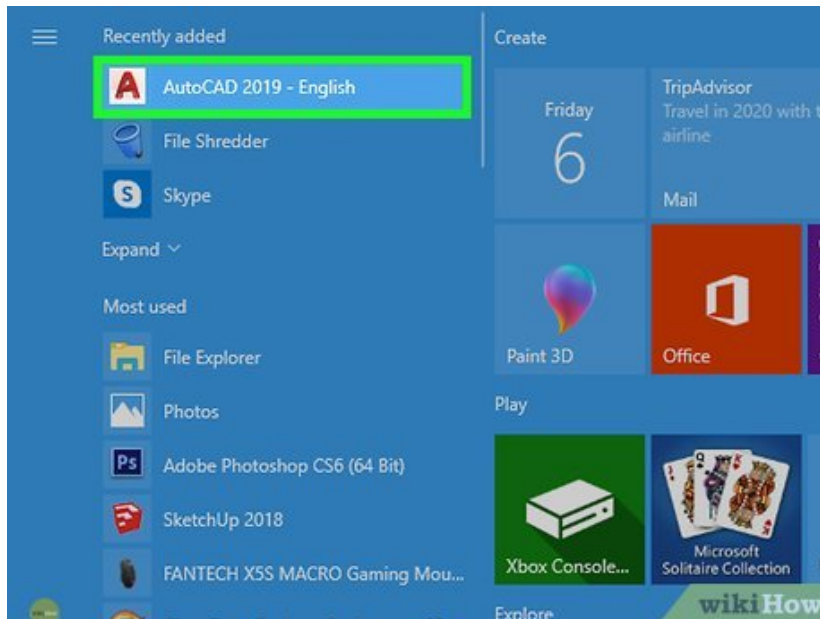 Recently added
AutoCAD 2019 - English
File Shredder
S
Skype
Expand
Most used
File Explorer
Photos
Ps
Adobe Photoshop CS6 (64 Bit)
SketchUp 2018
FANTECH X5S MACRO Gaming Mou...
Create
Friday
6
TripAdvisor
Travel in 2020 with
airline
Mail
Paint 3D
Office
Play
Xbox Console...
Microsoft
Solitaire Collection
Explore
wikiHow